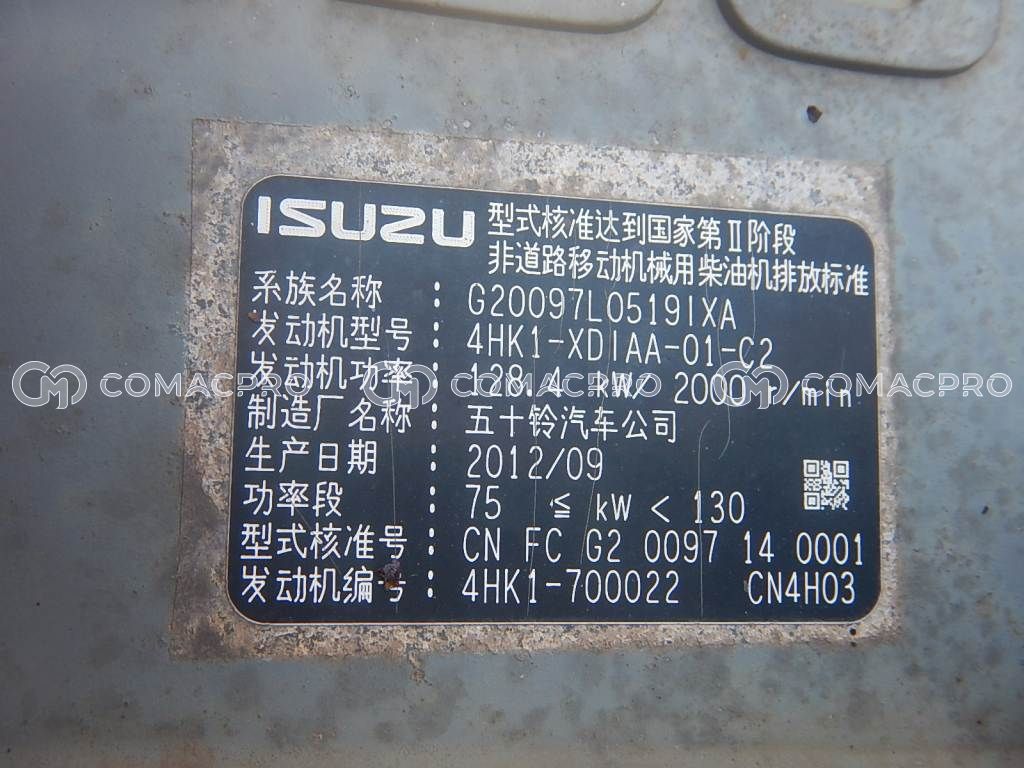 ISUZU 型式核准达到国家第Ⅱ阶段
非道路移动机械用柴油机排放标准
系族名称 : G20097L0519IXA
发动机型号 : 4HK1-XDIAA-01-C2
发动机功率 : 128.4 kW/ 2000 r/min
COMACPRO COMACPRO COMACPRO
制造厂名称 : 五十铃汽车公司
生产日期 : 2012/09
功率段 : 75 ≦ kW < 130
型式核准号 : CN FC G2 0097 14 0001
发动机编号 : 4HK1-700022 CN4H03